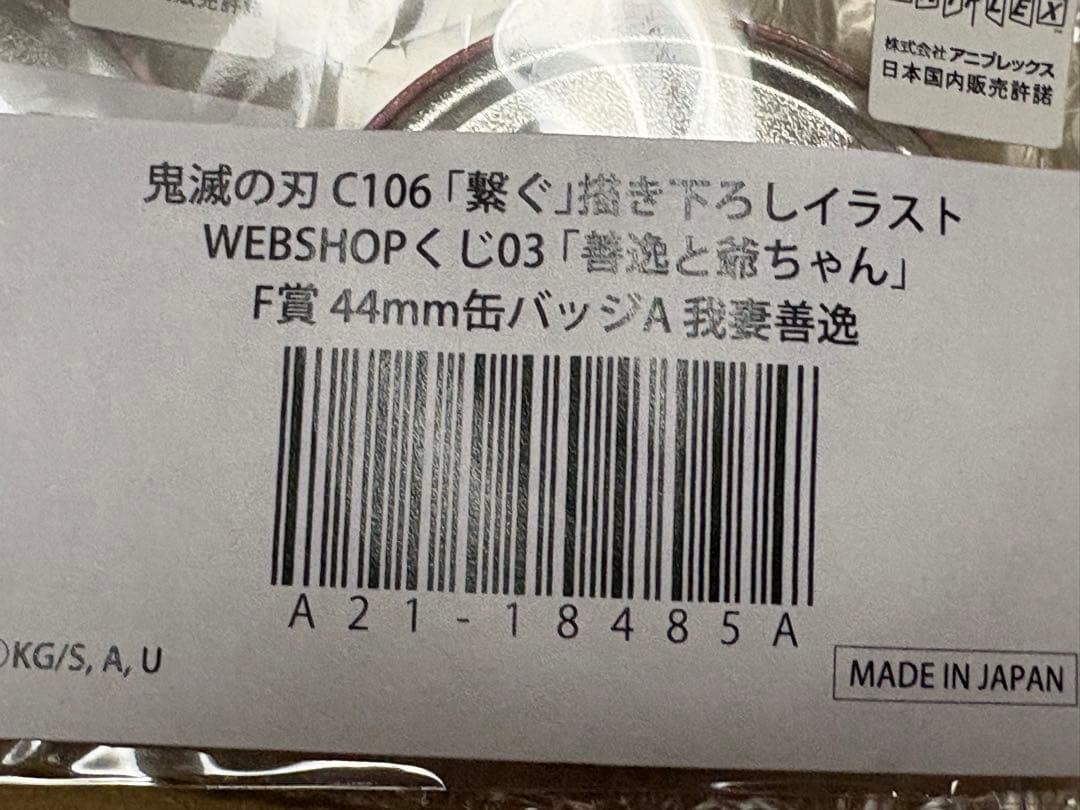 株式会社アニプレックス
日本国内販売許諾
鬼滅の刃 C106「繋ぐ」描き下ろしイラスト
WEBSHOPくじ03「善逸と爺ちゃん」
F賞 44mm缶バッジA 我妻善逸
A21-18485A
KG/S, A, U
MADE IN JAPAN